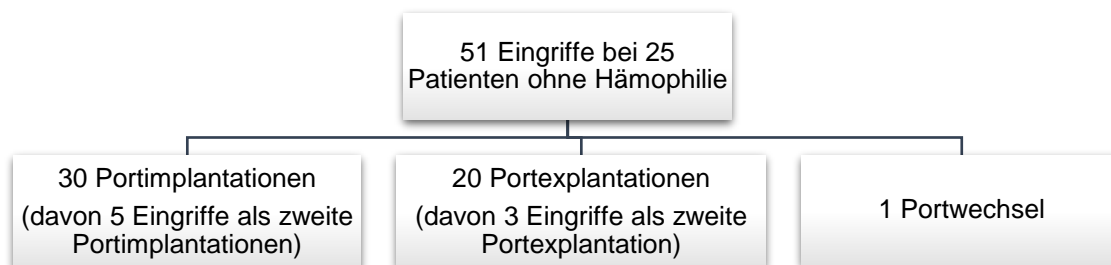 51 Eingriffe bei 25
Patienten ohne Hämophilie
30 Portimplantationen
(davon 5 Eingriffe als zweite
Portimplantationen)
20 Portexplantationen
(davon 3 Eingriffe als zweite
Portexplantation)
1 Portwechsel